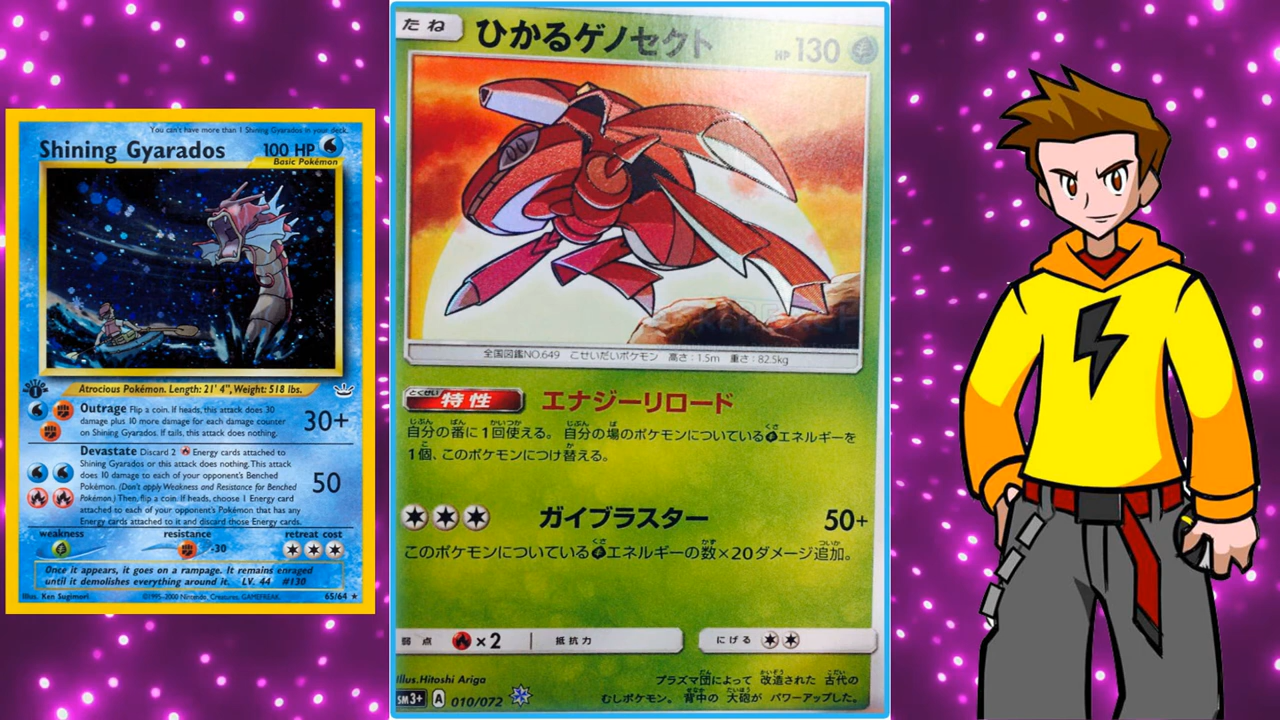 You can't have more than 1 Shining Gyarados in your deck.
Shining Gyarados 100 HP
Basic Pokémon
EDITION
1
Atrocious Pokémon. Length: 21' 4", Weight: 518 lbs.
Outrage Flip a coin. If heads, this attack does 30
damage plus 10 more damage for each damage counter
on Shining Gyarados. If tails, this attack does nothing.
30+
Devastate Discard 2 Energy cards attached to
Shining Gyarados or this attack does nothing. This attack
does 10 damage to each of your opponent's Benched
Pokémon. (Don't apply Weakness and Resistance for Benched
Pokémon.) Then, flip a coin. If heads, choose 1 Energy card
attached to each of your opponent's Pokémon that has any
Energy cards attached to it and discard those Energy cards.
50
weakness resistance retreat cost
-30
Once it appears, it goes on a rampage. It remains enraged
until it demolishes everything around it. LV. 44 #130
Illus. Ken Sugimori ©1995-2000 Nintendo, Creatures, GAMEFREAK. 65/64 ★
たね ひかるゲノセクト HP 130
全国図鑑NO.649 こせいだいポケモン 高さ:1.5m 重さ:82.5kg
とくせい
特性 エナジーリロード
自分の番に1回使える。自分の場のポケモンについているエネルギーを
1個、このポケモンにつけ替える。
ガイブラスター 50+
このポケモンについているエネルギーの数×20ダメージ追加。
弱点 ×2 抵抗力 にげる
Illus.Hitoshi Ariga
SM3+ A 010/072
プラズマ団によって 改造された 古代の
むしポケモン。背中の 大砲が パワーアップした。